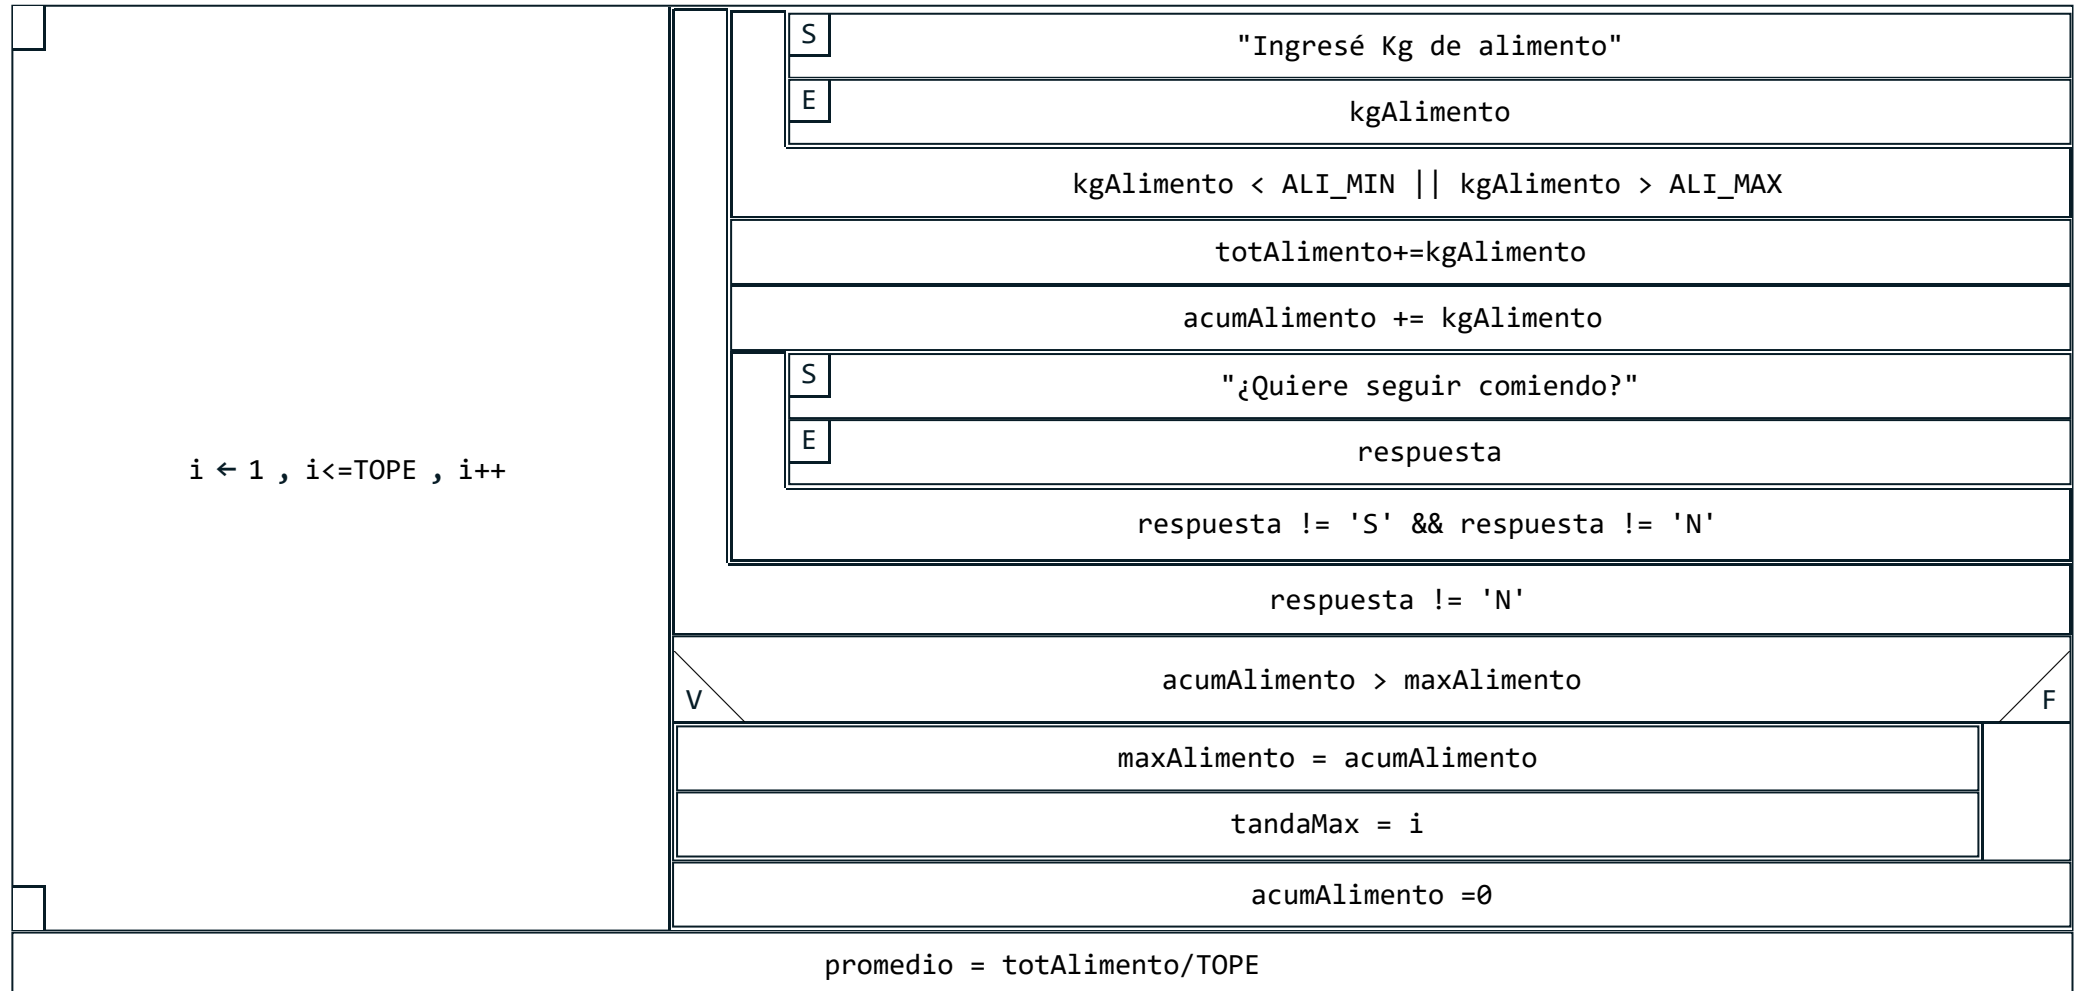 S
"Ingresé Kg de alimento"
E
kgAlimento
kgAlimento < ALI_MIN || kgAlimento > ALI_MAX
totAlimento+=kgAlimento
acumAlimento += kgAlimento
S
"¿Quiere seguir comiendo?"
E
respuesta
i ← 1 , i<=TOPE , i++
respuesta != 'S' && respuesta != 'N'
respuesta != 'N'
acumAlimento > maxAlimento
V
F
maxAlimento = acumAlimento
tandaMax = i
acumAlimento =0
promedio = totAlimento/TOPE